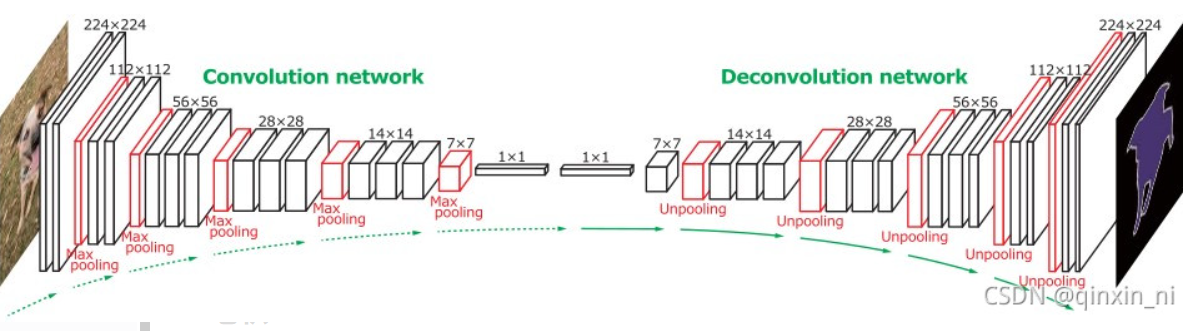 224×224
112×112
56×56
28×28
14×14
7×7
1×1
1×1
7×7
14×14
28×28
56×56
112×112
224×224
Convolution network
Deconvolution network
Max
pooling
Max
pooling
Max
pooling
Max
pooling
Max
pooling
Unpooling
Unpooling
Unpooling
Unpooling
Unpooling
CSDN @qinxin_ni